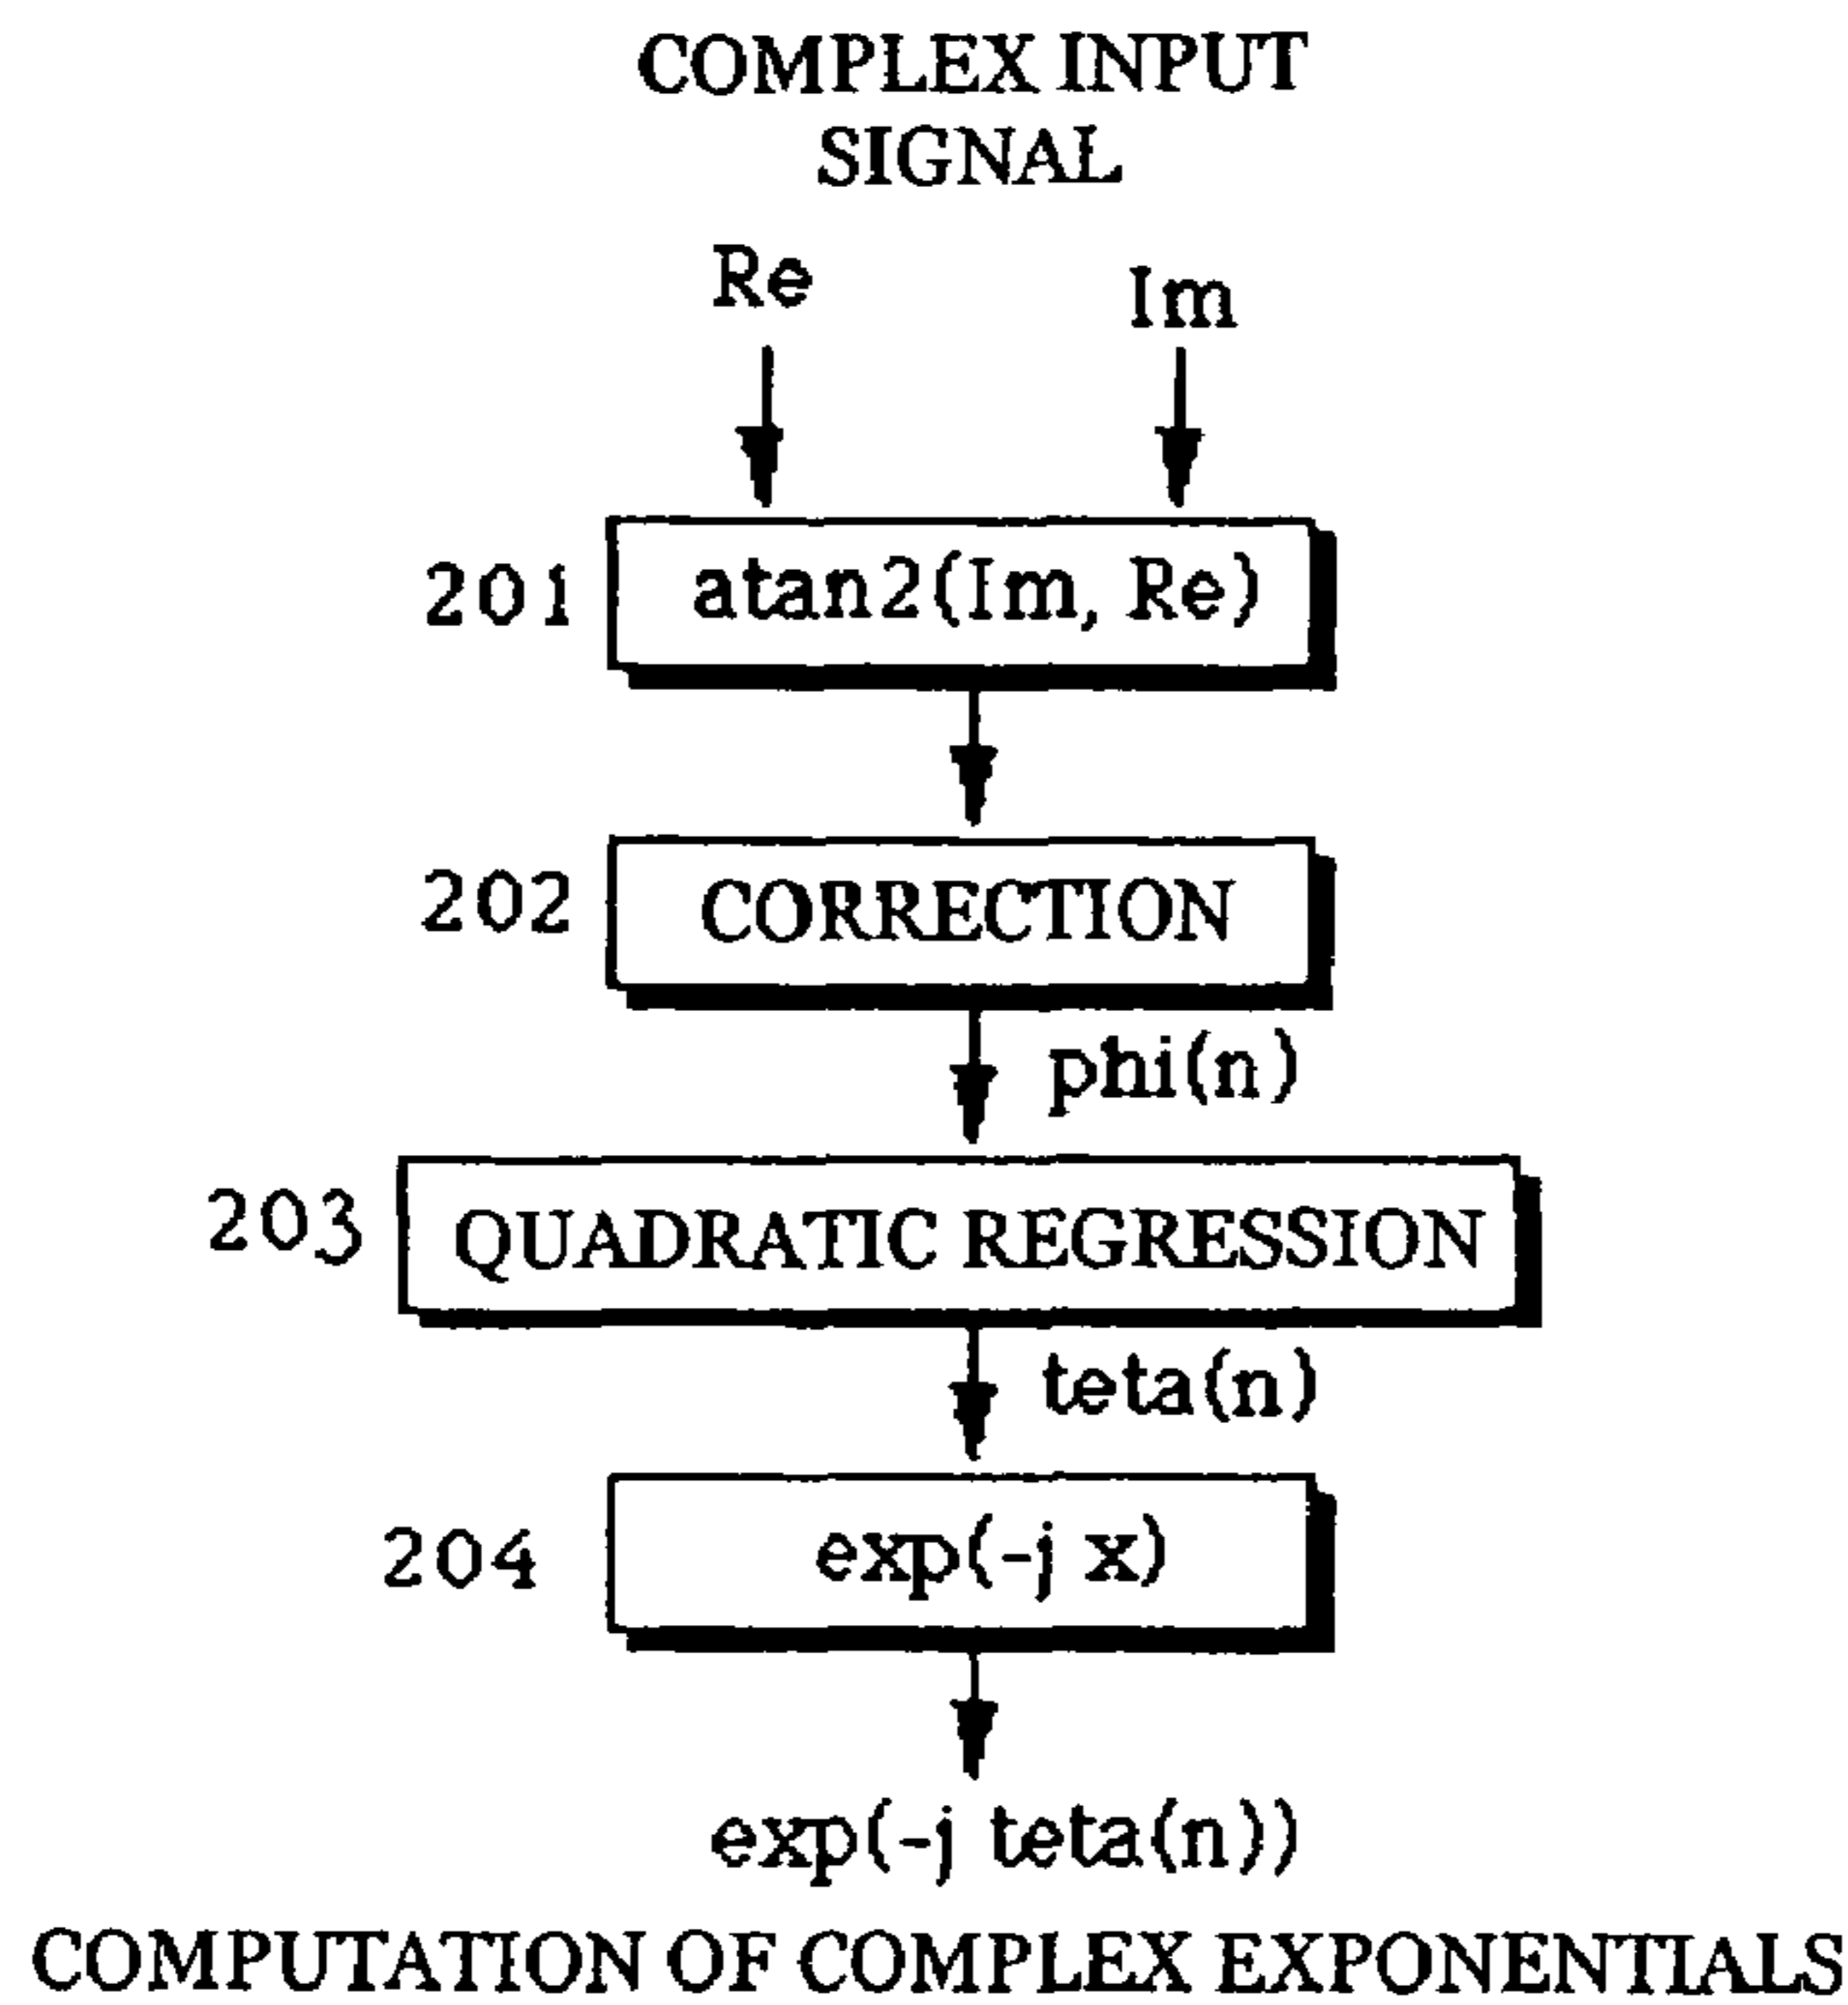 COMPLEX INPUT
SIGNAL
Re
Im
201
atan2(Im, Re)
202
CORRECTION
phi(n)
203
QUADRATIC REGRESSION
teta(n)
204
exp(-j x)
exp(-j teta(n))
COMPUTATION OF COMPLEX EXPONENTIALS